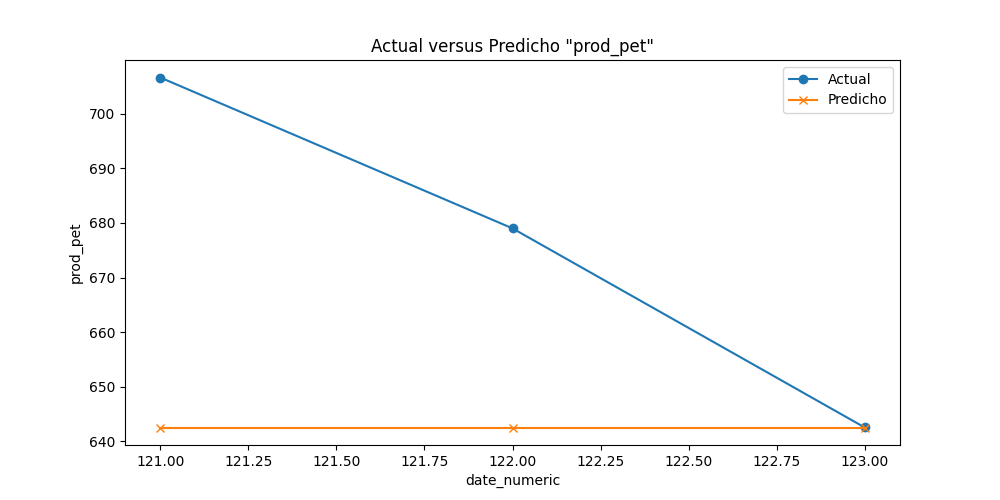 Actual versus Predicho "prod_pet"
Actual
Predicho
prod_pet
700
690
680
670
660
650
640
121.00 121.25 121.50 121.75 122.00 122.25 122.50 122.75 123.00
date_numeric